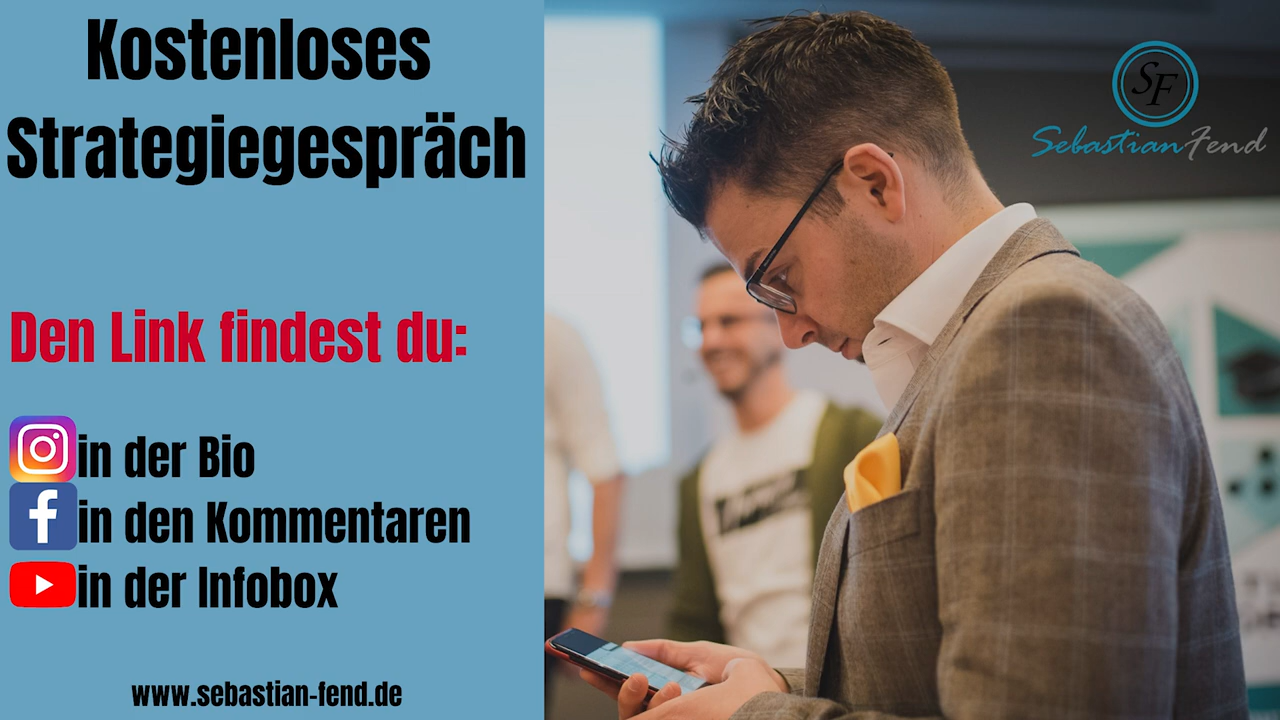 Kostenloses
Strategiegespräch
Den Link findest du:
in der Bio
in den Kommentaren
in der Infobox
www.sebastian-fend.de
SF
Sebastian Fend